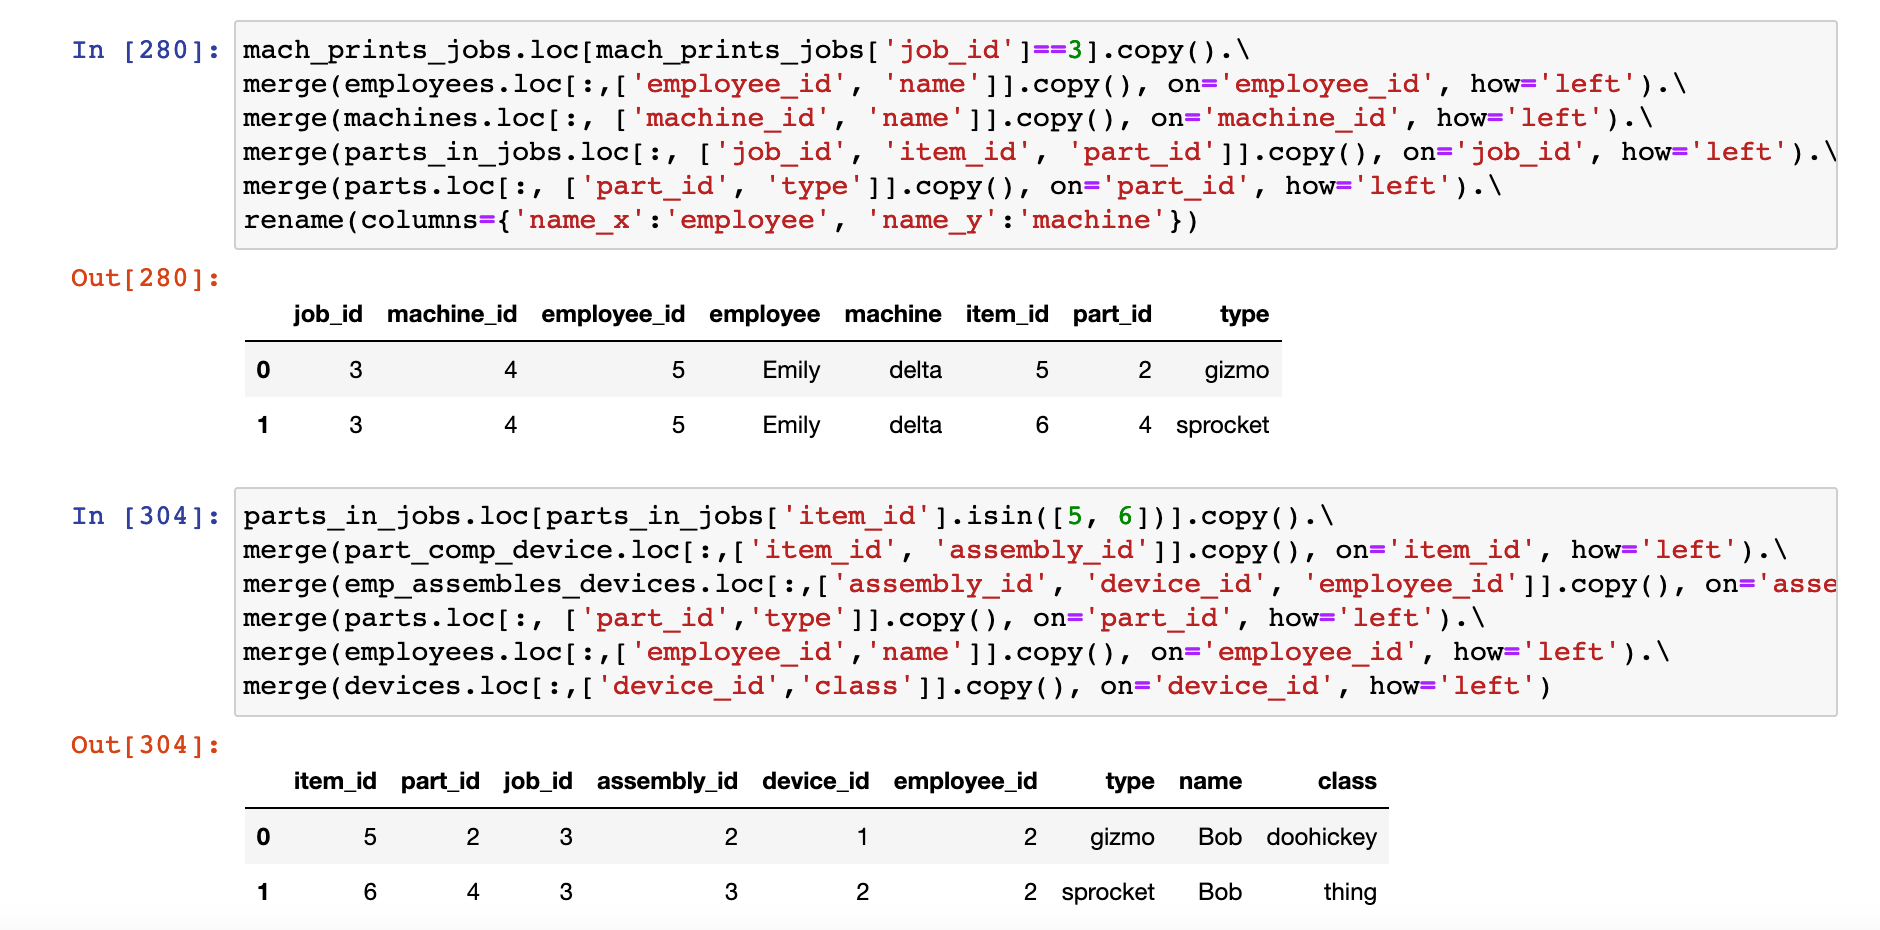 In [280]:
mach_prints_jobs.loc[mach_prints_jobs['job_id']==3].copy().\
merge(employees.loc[:,['employee_id', 'name']].copy(), on='employee_id', how='left').\
merge(machines.loc[:, ['machine_id', 'name']].copy(), on='machine_id', how='left').\
merge(parts_in_jobs.loc[:, ['job_id', 'item_id', 'part_id']].copy(), on='job_id', how='left').\
merge(parts.loc[:, ['part_id', 'type']].copy(), on='part_id', how='left').\
rename(columns={'name_x':'employee', 'name_y':'machine'})
Out[280]:
job_id machine_id employee_id employee machine item_id part_id type
0 3 4 5 Emily delta 5 2 gizmo
1 3 4 5 Emily delta 6 4 sprocket
In [304]:
parts_in_jobs.loc[parts_in_jobs['item_id'].isin([5, 6])].copy().\
merge(part_comp_device.loc[:,['item_id', 'assembly_id']].copy(), on='item_id', how='left').\
merge(emp_assembles_devices.loc[:,['assembly_id', 'device_id', 'employee_id']].copy(), on='asse
merge(parts.loc[:, ['part_id','type']].copy(), on='part_id', how='left').\
merge(employees.loc[:,['employee_id','name']].copy(), on='employee_id', how='left').\
merge(devices.loc[:,['device_id','class']].copy(), on='device_id', how='left')
Out[304]:
item_id part_id job_id assembly_id device_id employee_id type name class
0 5 2 3 2 1 2 gizmo Bob doohickey
1 6 4 3 3 2 2 sprocket Bob thing